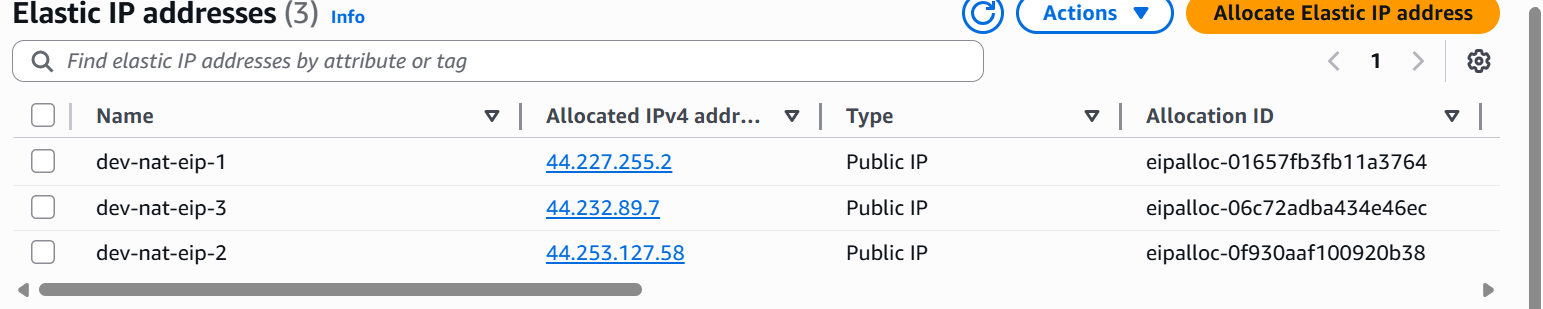 Elastic IP addresses (3) Info Actions Allocate Elastic IP address
Find elastic IP addresses by attribute or tag 1
Name Allocated IPv4 addr... Type Allocation ID
dev-nat-eip-1 44.227.255.2 Public IP eipalloc-01657fb3fb11a3764
dev-nat-eip-3 44.232.89.7 Public IP eipalloc-06c72adba434e46ec
dev-nat-eip-2 44.253.127.58 Public IP eipalloc-0f930aaf100920b38